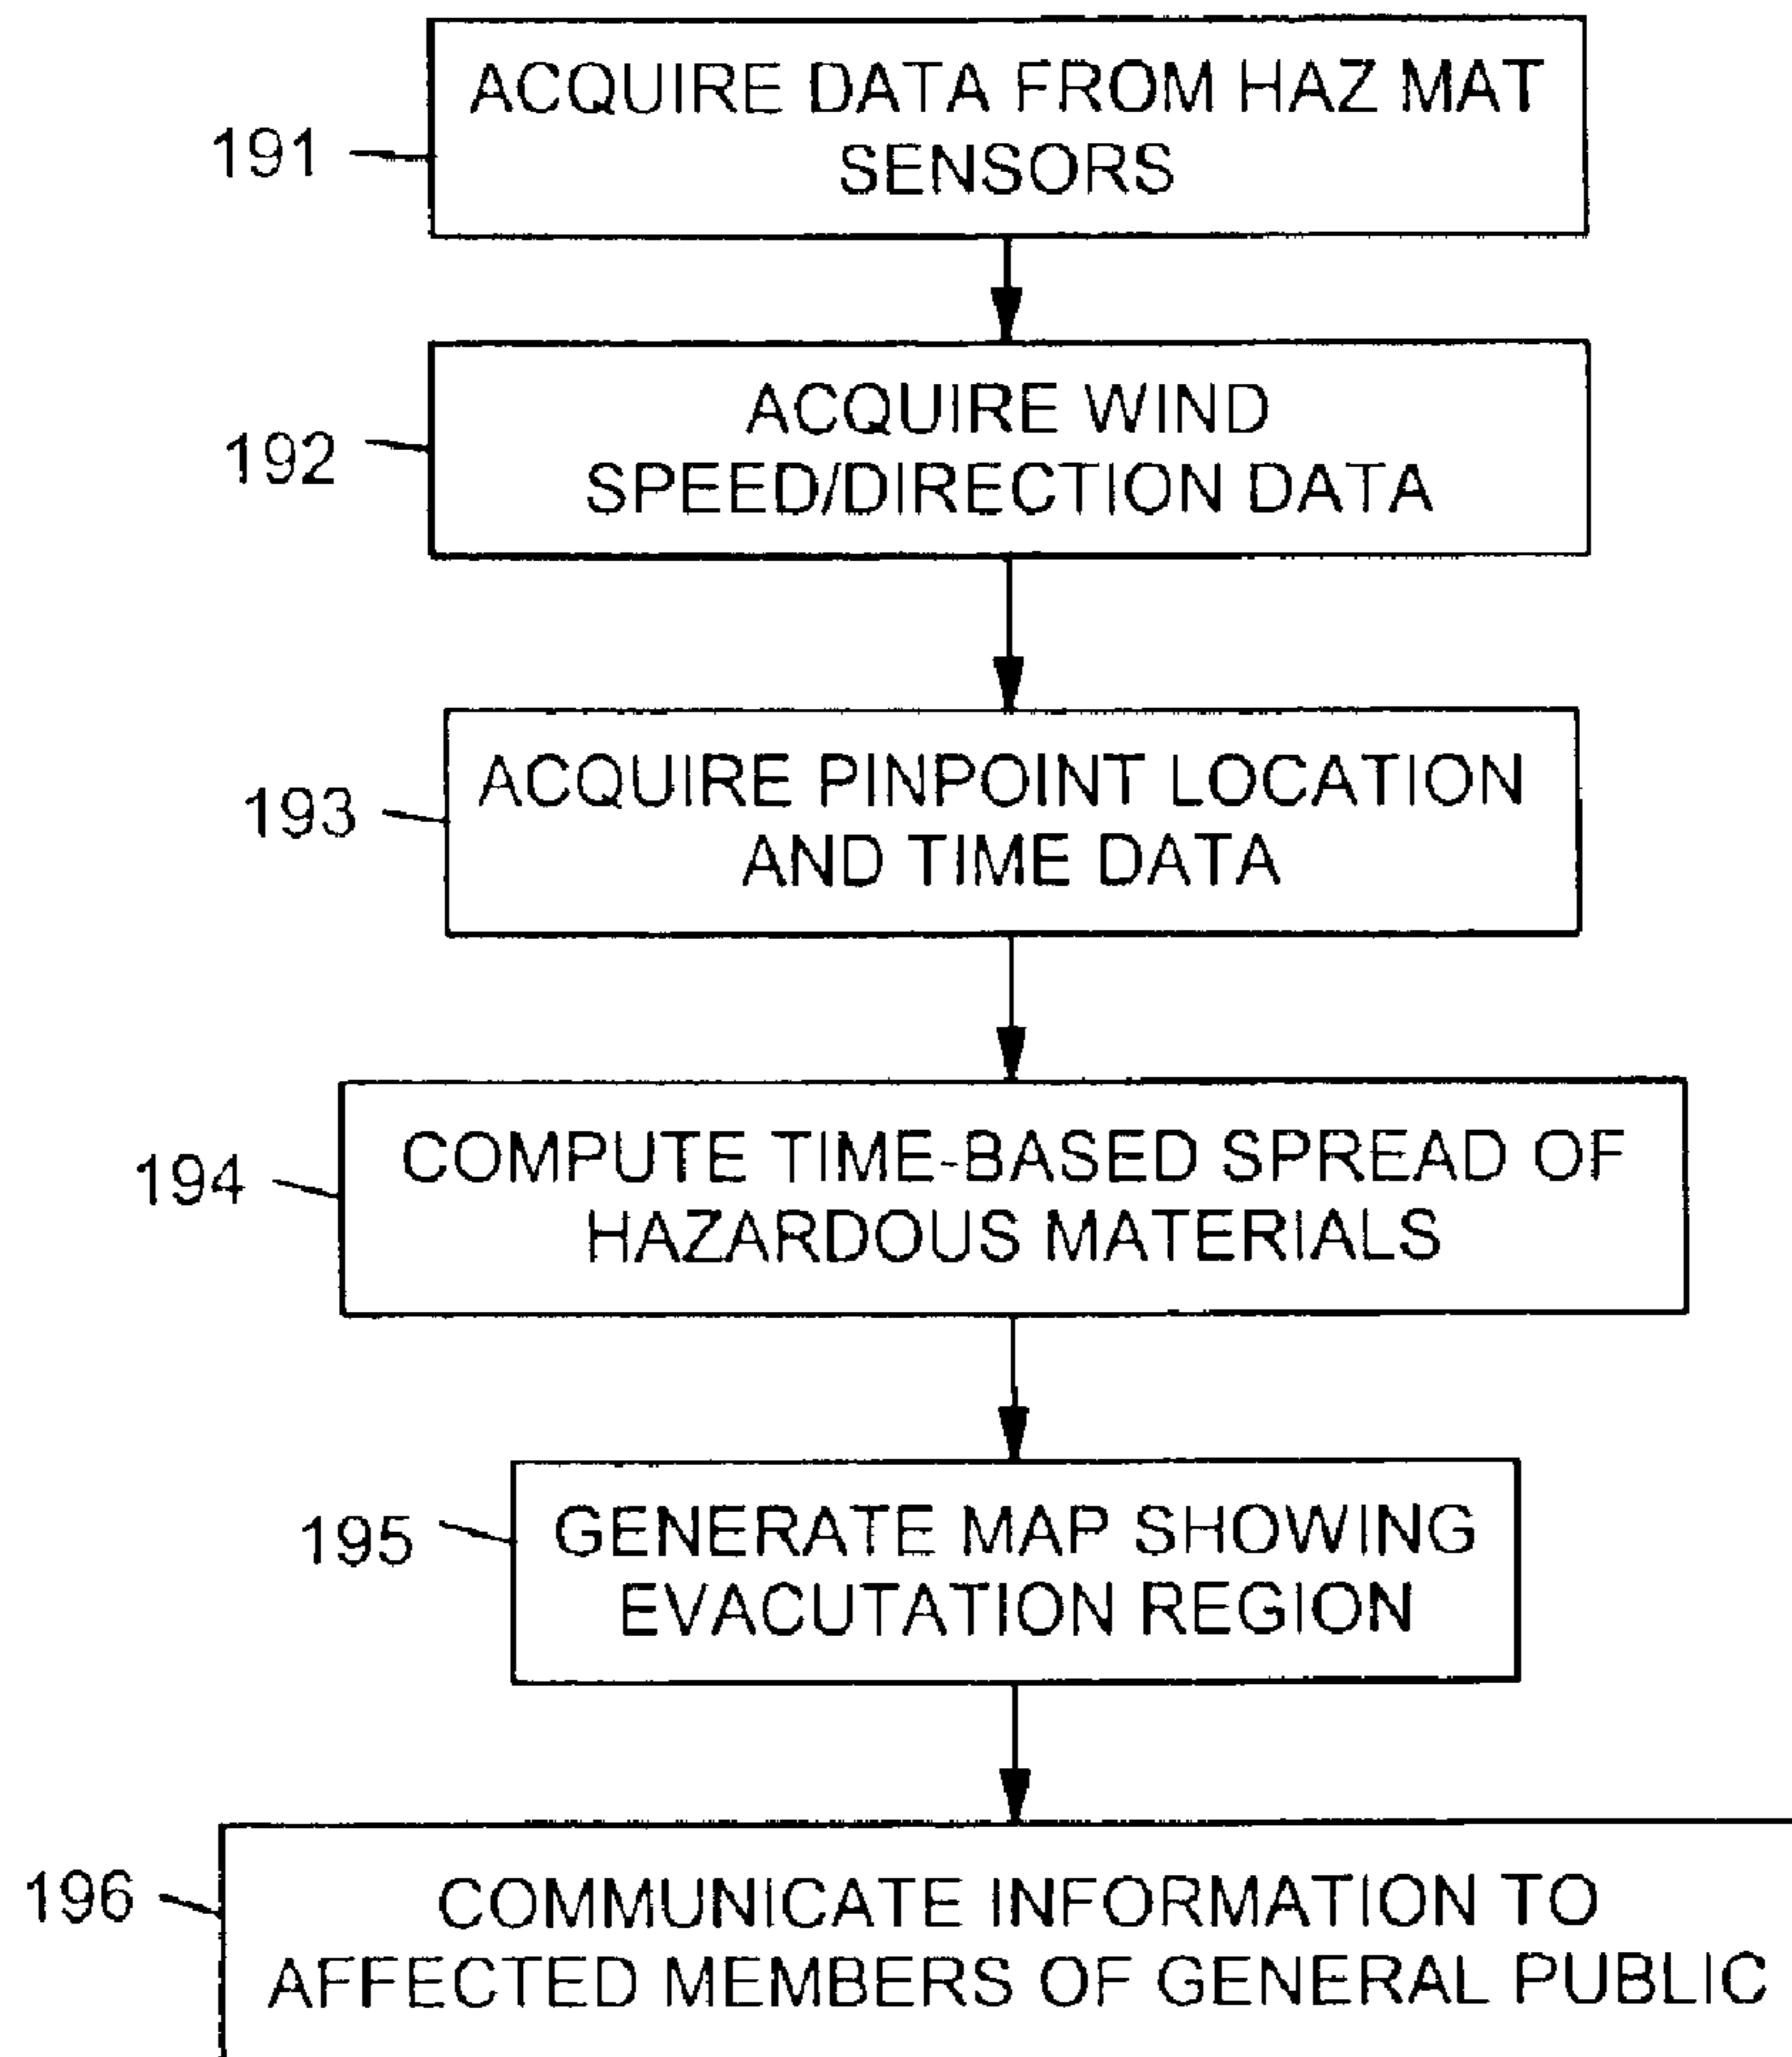 ACQUIRE DATA FROM HAZ MAT
SENSORS
191
ACQUIRE WIND
SPEED/DIRECTION DATA
192
ACQUIRE PINPOINT LOCATION
AND TIME DATA
193
COMPUTE TIME-BASED SPREAD OF
HAZARDOUS MATERIALS
194
GENERATE MAP SHOWING
EVACUTATION REGION
195
COMMUNICATE INFORMATION TO
AFFECTED MEMBERS OF GENERAL PUBLIC
196